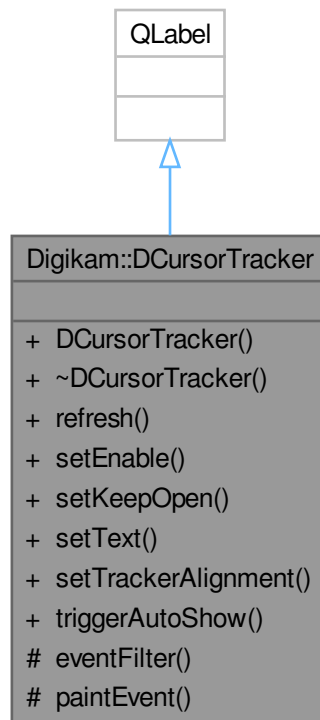 QLabel
Digikam::DCursorTracker
+ DCursorTracker()
+ ~DCursorTracker()
+ refresh()
+ setEnable()
+ setKeepOpen()
+ setText()
+ setTrackerAlignment()
+ triggerAutoShow()
# eventFilter()
# paintEvent()